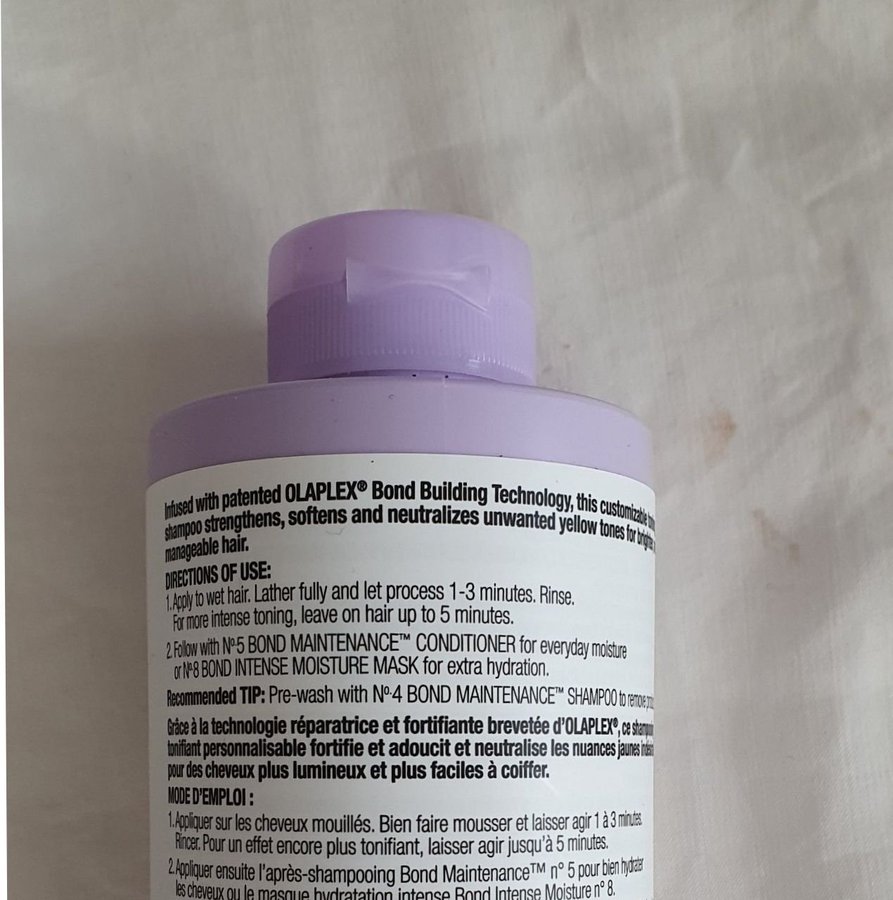 Infused with patented OLAPLEX® Bond Building Technology, this customizable
shampoo strengthens, softens and neutralizes unwanted yellow tones for
manageable hair.
DIRECTIONS OF USE:
1. Apply to wet hair. Lather fully and let process 1-3 minutes. Rinse.
For more intense toning, leave on hair up to 5 minutes.
2. Follow with Nº.5 BOND MAINTENANCE™ CONDITIONER for everyday moisture
or Nº.8 BOND INTENSE MOISTURE MASK for extra hydration.
Recommended TIP: Pre-wash with Nº.4 BOND MAINTENANCE™ SHAMPOO to remove
Grâce à la technologie réparatrice et fortifiante brevetée d'OLAPLEX®, ce
tonifiant personnalisable fortifie et adoucit et neutralise les nuances jaunes
pour des cheveux plus lumineux et plus faciles à coiffer.
MODE D'EMPLOI :
1. Appliquer sur les cheveux mouillés. Bien faire mousser et laisser agir 1 à 3 minutes.
Rincer. Pour un effet encore plus tonifiant, laisser agir jusqu'à 5 minutes.
2. Appliquer ensuite l'après-shampooing Bond Maintenance™ n° 5 pour bien hydrater
les cheveux ou le masque hydratation intense Bond Intense Moisture n° 8.